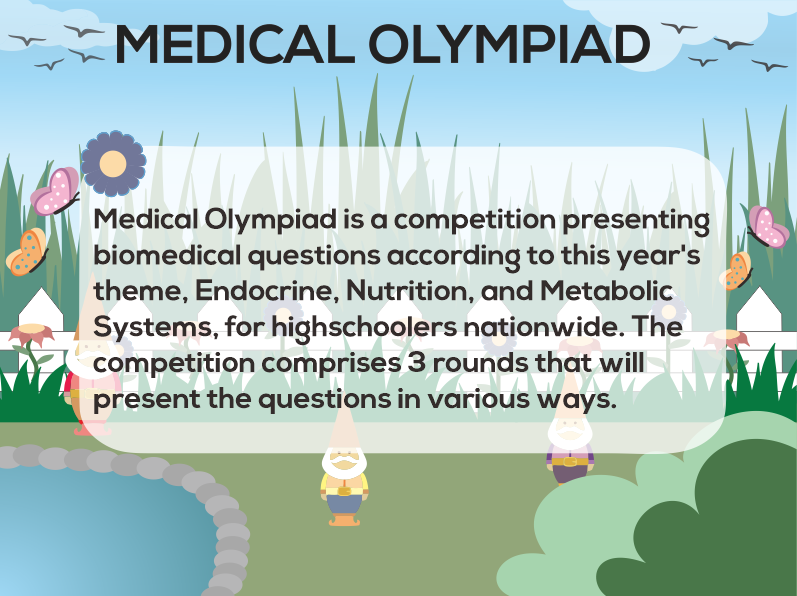 MEDICAL OLYMPIAD
Medical Olympiad is a competition presenting
biomedical questions according to this year's
theme, Endocrine, Nutrition, and Metabolic
Systems, for highschoolers nationwide. The
competition comprises 3 rounds that will
present the questions in various ways.